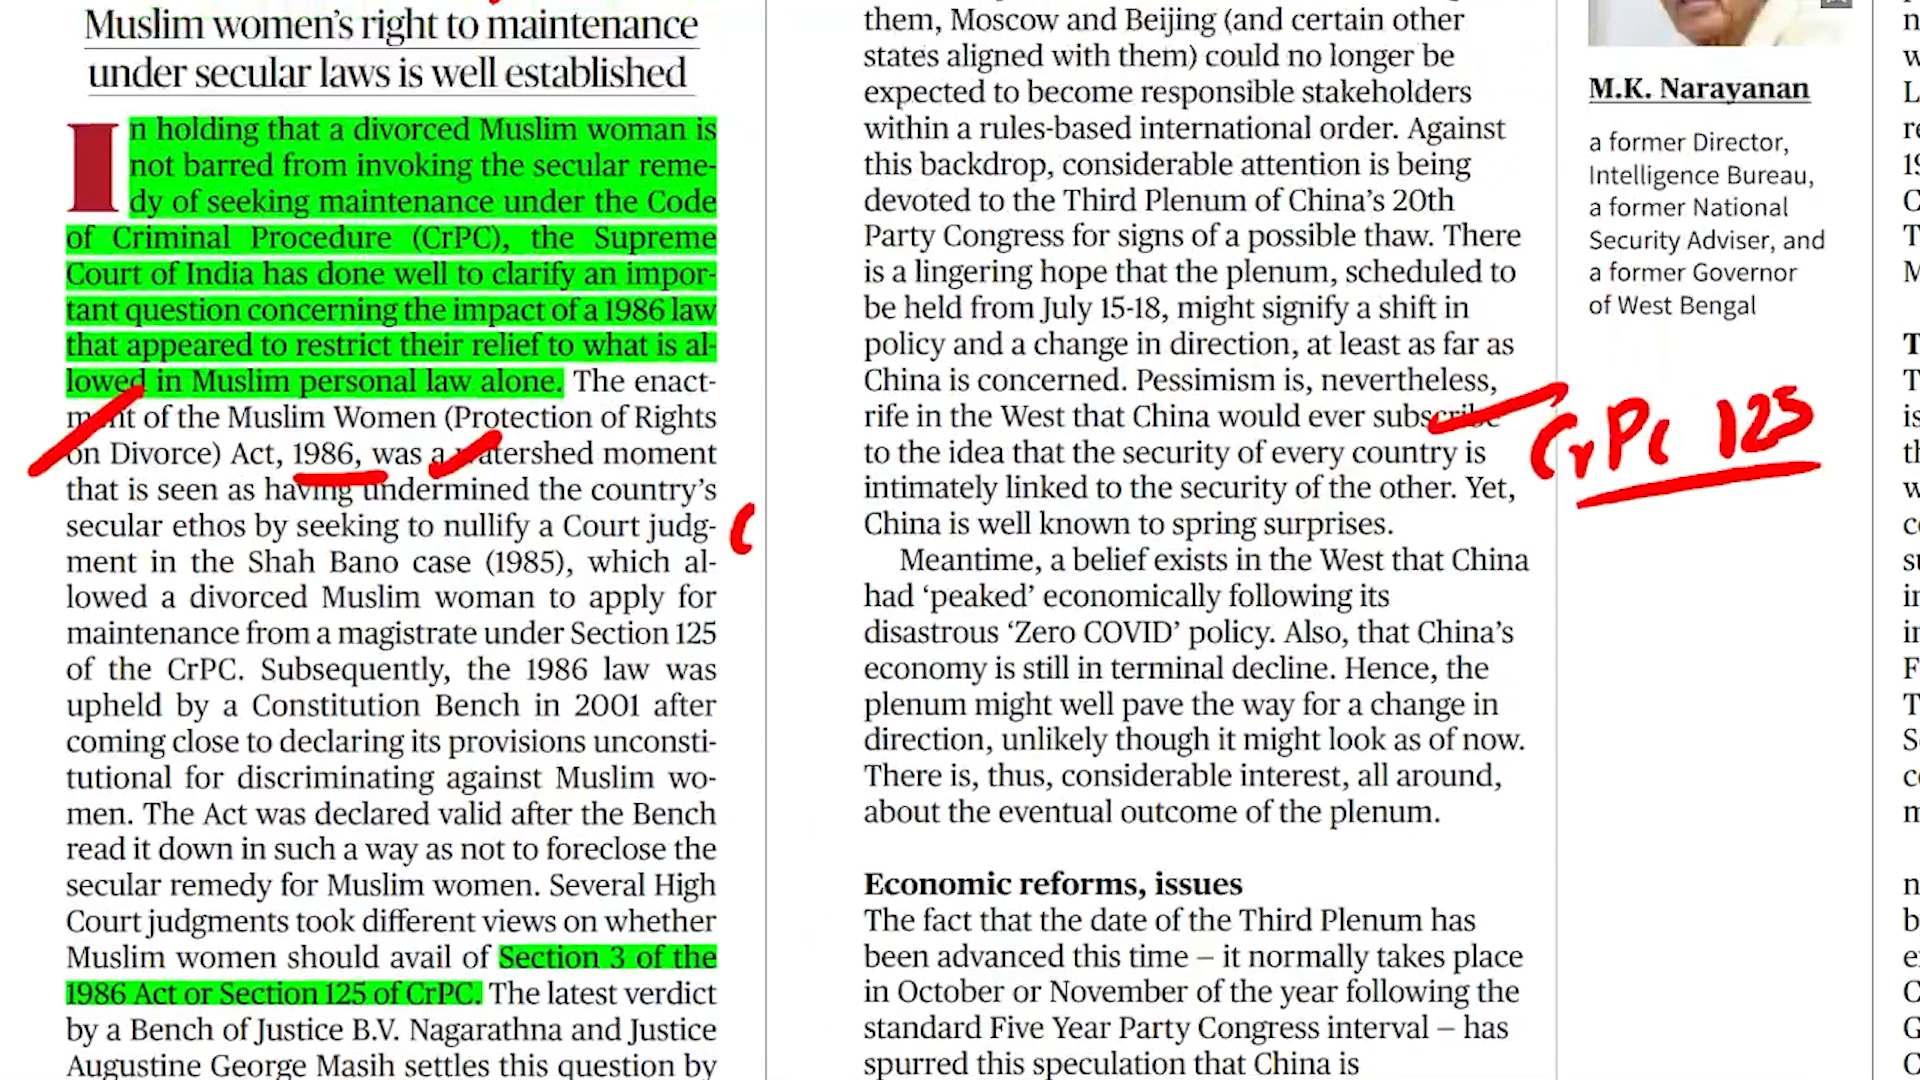 Muslim women's right to maintenance
under secular laws is well established
In holding that a divorced Muslim woman is
not barred from invoking the secular reme-
dy of seeking maintenance under the Code
of Criminal Procedure (CrPC), the Supreme
Court of India has done well to clarify an impor-
tant question concerning the impact of a 1986 law
that appeared to restrict their relief to what is al-
lowed in Muslim personal law alone. The enact-
ment of the Muslim Women (Protection of Rights
on Divorce) Act, 1986, was a watershed moment
that is seen as having undermined the country's
secular ethos by seeking to nullify a Court judg-
ment in the Shah Bano case (1985), which al-
lowed a divorced Muslim woman to apply for
maintenance from a magistrate under Section 125
of the CrPC. Subsequently, the 1986 law was
upheld by a Constitution Bench in 2001 after
coming close to declaring its provisions unconsti-
tutional for discriminating against Muslim wo-
men. The Act was declared valid after the Bench
read it down in such a way as not to foreclose the
secular remedy for Muslim women. Several High
Court judgments took different views on whether
Muslim women should avail of Section 3 of the
1986 Act or Section 125 of CrPC. The latest verdict
by a Bench of Justice B.V. Nagarathna and Justice
Augustine George Masih settles this question by
them, Moscow and Beijing (and certain other
states aligned with them) could no longer be
expected to become responsible stakeholders
within a rules-based international order. Against
this backdrop, considerable attention is being
devoted to the Third Plenum of China's 20th
Party Congress for signs of a possible thaw. There
is a lingering hope that the plenum, scheduled to
be held from July 15-18, might signify a shift in
policy and a change in direction, at least as far as
China is concerned. Pessimism is, nevertheless,
rife in the West that China would ever subscribe
to the idea that the security of every country is
intimately linked to the security of the other. Yet,
China is well known to spring surprises.
Meantime, a belief exists in the West that China
had 'peaked' economically following its
disastrous 'Zero COVID' policy. Also, that China's
economy is still in terminal decline. Hence, the
plenum might well pave the way for a change in
direction, unlikely though it might look as of now.
There is, thus, considerable interest, all around,
about the eventual outcome of the plenum.
Economic reforms, issues
The fact that the date of the Third Plenum has
been advanced this time – it normally takes place
in October or November of the year following the
standard Five Year Party Congress interval – has
spurred this speculation that China is
M.K. Narayanan
a former Director,
Intelligence Bureau,
a former National
Security Adviser, and
a former Governor
of West Bengal
CrPC 125